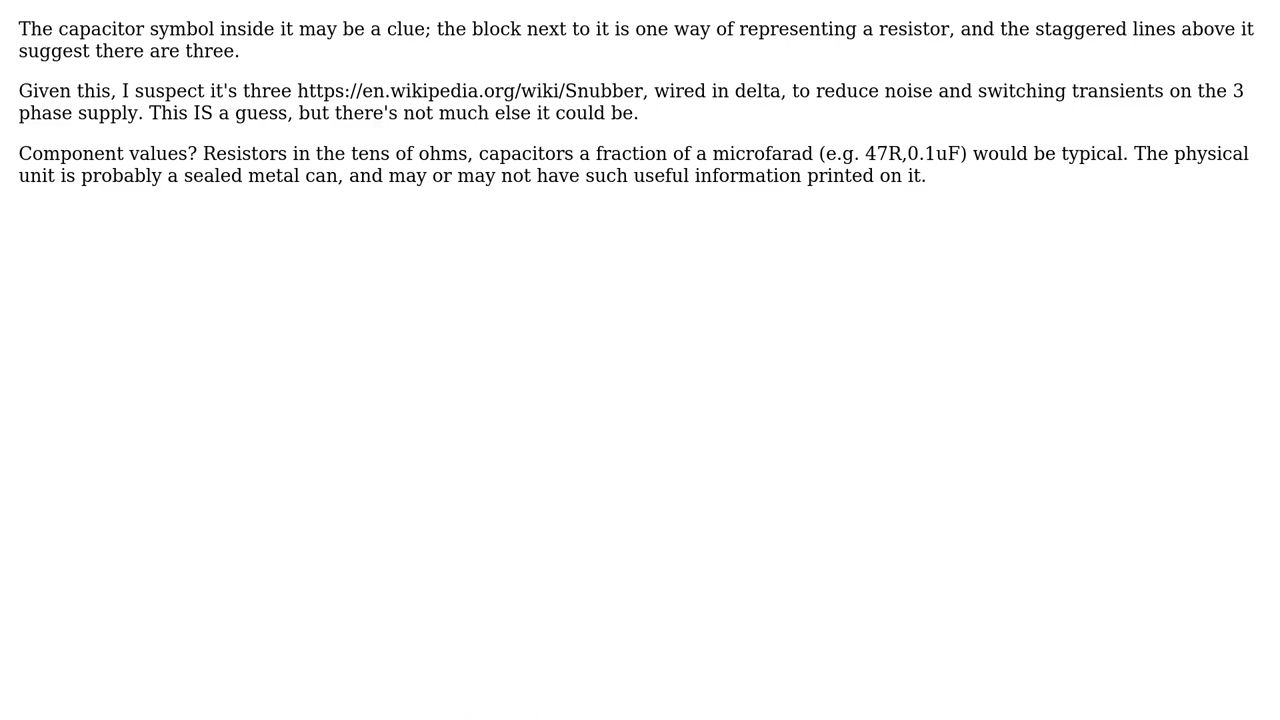 The capacitor symbol inside it may be a clue; the block next to it is one way of representing a resistor, and the staggered lines above it
suggest there are three.
Given this, I suspect it's three https://en.wikipedia.org/wiki/Snubber, wired in delta, to reduce noise and switching transients on the 3
phase supply. This IS a guess, but there's not much else it could be.
Component values? Resistors in the tens of ohms, capacitors a fraction of a microfarad (e.g. 47R,0.1uF) would be typical. The physical
unit is probably a sealed metal can, and may or may not have such useful information printed on it.